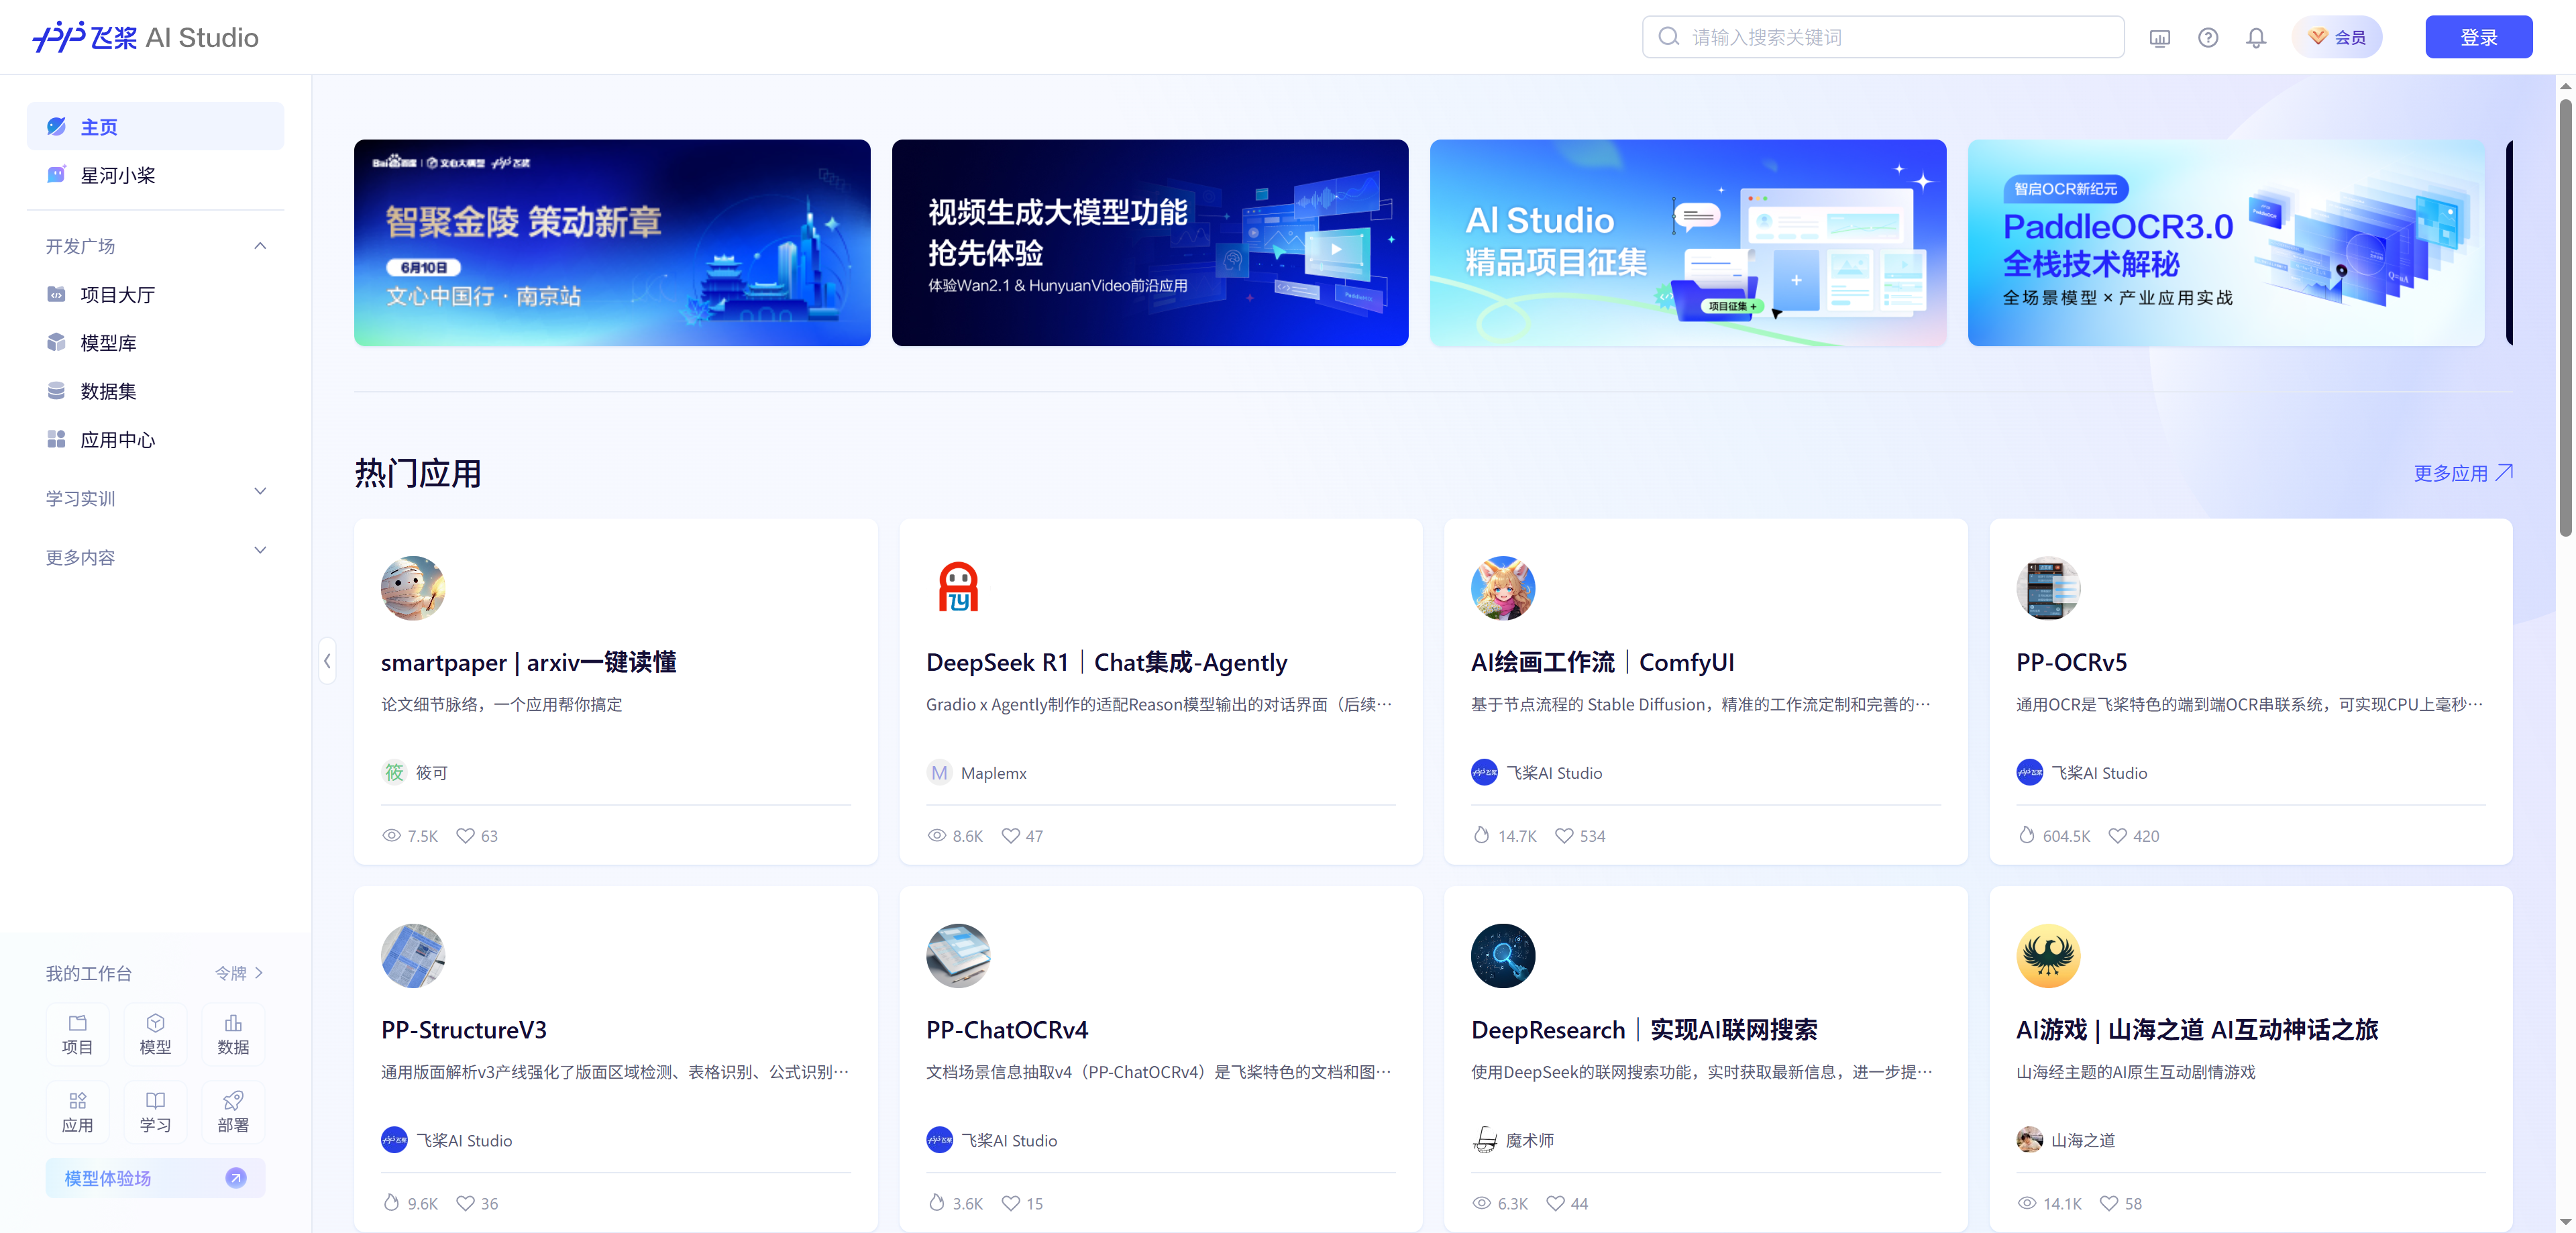 飞桨 AI Studio
请输入搜索关键词
会员
登录
主页
星河小桨
开发广场
项目大厅
模型库
数据集
应用中心
学习实训
更多内容
我的工作台
令牌
项目
模型
数据
应用
学习
部署
模型体验场
Bai百度 | 文心大模型 飞桨
智聚金陵 策动新章
6月10日
文心中国行 · 南京站
视频生成大模型功能
抢先体验
体验Wan2.1 & HunyuanVideo前沿应用
AI Studio
精品项目征集
项目征集 +
智启OCR新纪元
PaddleOCR3.0
全栈技术解秘
全场景模型 × 产业应用实战
热门应用
更多应用
smartpaper | arxiv一键读懂
论文细节脉络，一个应用帮你搞定
筱 筱可
7.5K 63
DeepSeek R1｜Chat集成-Agently
Gradio x Agently制作的适配Reason模型输出的对话界面（后续…
M Maplemx
8.6K 47
AI绘画工作流｜ComfyUI
基于节点流程的 Stable Diffusion，精准的工作流定制和完善的…
飞桨AI Studio
14.7K 534
PP-OCRv5
通用OCR是飞桨特色的端到端OCR串联系统，可实现CPU上毫秒…
飞桨AI Studio
604.5K 420
PP-StructureV3
通用版面解析v3产线强化了版面区域检测、表格识别、公式识别…
飞桨AI Studio
9.6K 36
PP-ChatOCRv4
文档场景信息抽取v4（PP-ChatOCRv4）是飞桨特色的文档和图…
飞桨AI Studio
3.6K 15
DeepResearch｜实现AI联网搜索
使用DeepSeek的联网搜索功能，实时获取最新信息，进一步提…
魔术师
6.3K 44
AI游戏 | 山海之道 AI互动神话之旅
山海经主题的AI原生互动剧情游戏
山海之道
14.1K 58